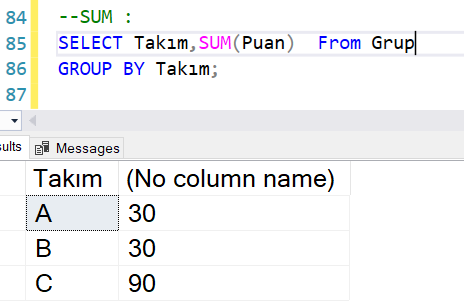 84 --SUM :
85 SELECT Takım,SUM(Puan)  From Grup
86 GROUP BY Takım;
87
Messages
Takım (No column name)
A 30
B 30
C 90